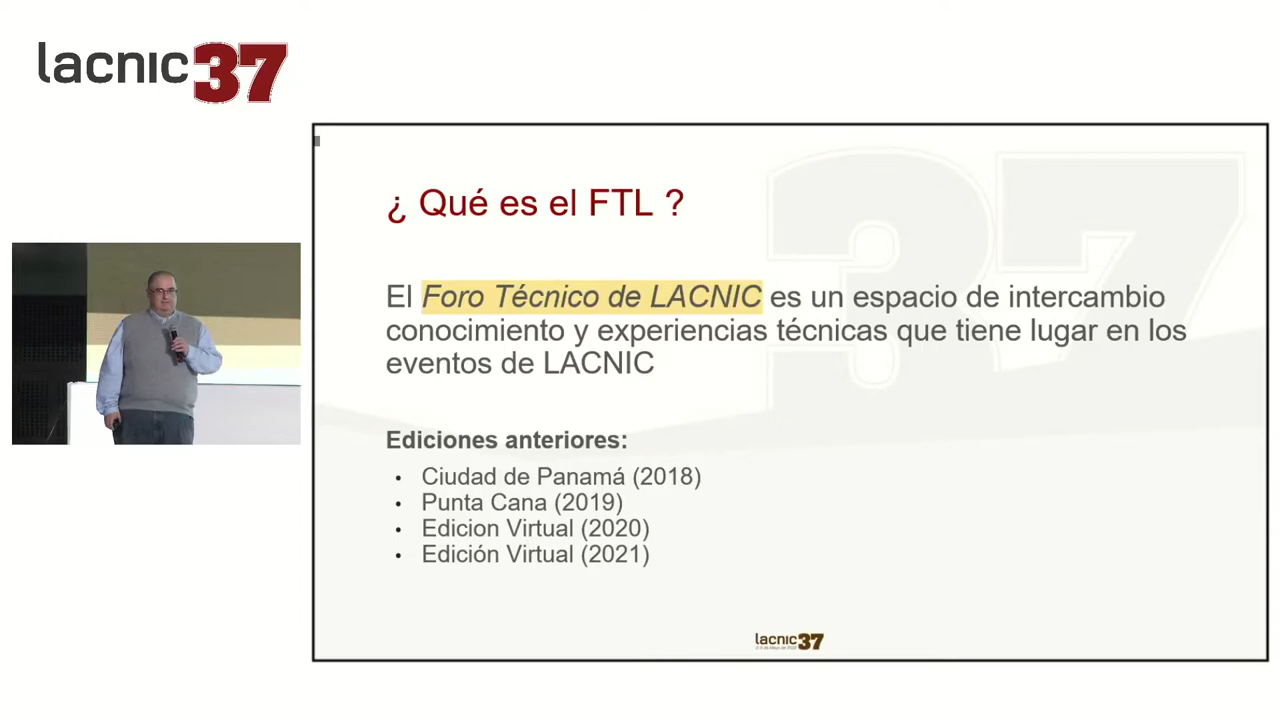 lacnic37
¿ Qué es el FTL ?
El Foro Técnico de LACNIC es un espacio de intercambio
conocimiento y experiencias técnicas que tiene lugar en los
eventos de LACNIC
Ediciones anteriores:
• Ciudad de Panamá (2018)
• Punta Cana (2019)
• Edicion Virtual (2020)
• Edición Virtual (2021)
lacnic37